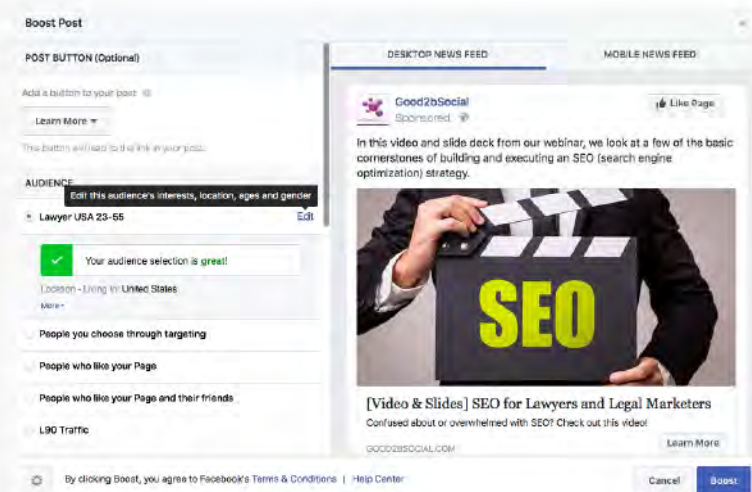 Boost Post
POST BUTTON (Optional)
Add a button to your post
Learn More
This button will lead to the link in your post.
AUDIENCE
Edit this audience's interests, location, ages and gender
Lawyer USA 23-55
Edit
Your audience selection is great!
Location - Living In: United States
More
People you choose through targeting
People who like your Page
People who like your Page and their friends
L90 Traffic
DESKTOP NEWS FEED
MOBILE NEWS FEED
Good2bSocial
Sponsored
Like Page
In this video and slide deck from our webinar, we look at a few of the basic
cornerstones of building and executing an SEO (search engine
optimization) strategy.
SEO
[Video & Slides] SEO for Lawyers and Legal Marketers
Confused about or overwhelmed with SEO? Check out this video!
GOOD2BSOCIAL.COM
Learn More
By clicking Boost, you agree to Facebook's Terms & Conditions | Help Center
Cancel
Boost